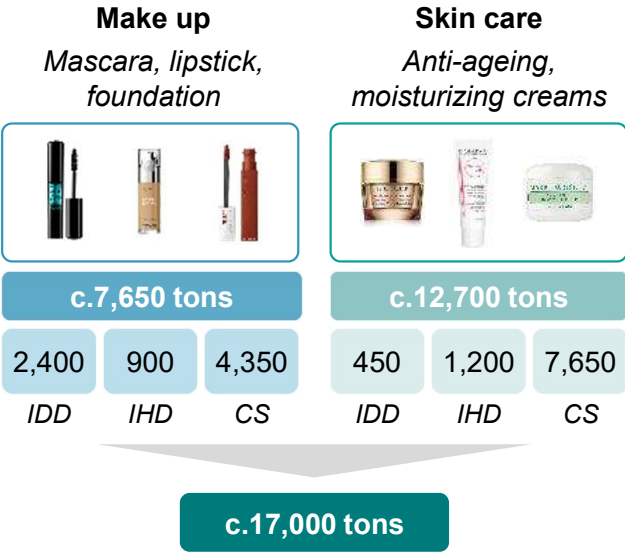 Make up
Mascara, lipstick,
foundation
c.7,650 tons
2,400 900 4,350
IDD IHD CS
Skin care
Anti-ageing,
moisturizing creams
c.12,700 tons
450 1,200 7,650
IDD IHD CS
c.17,000 tons